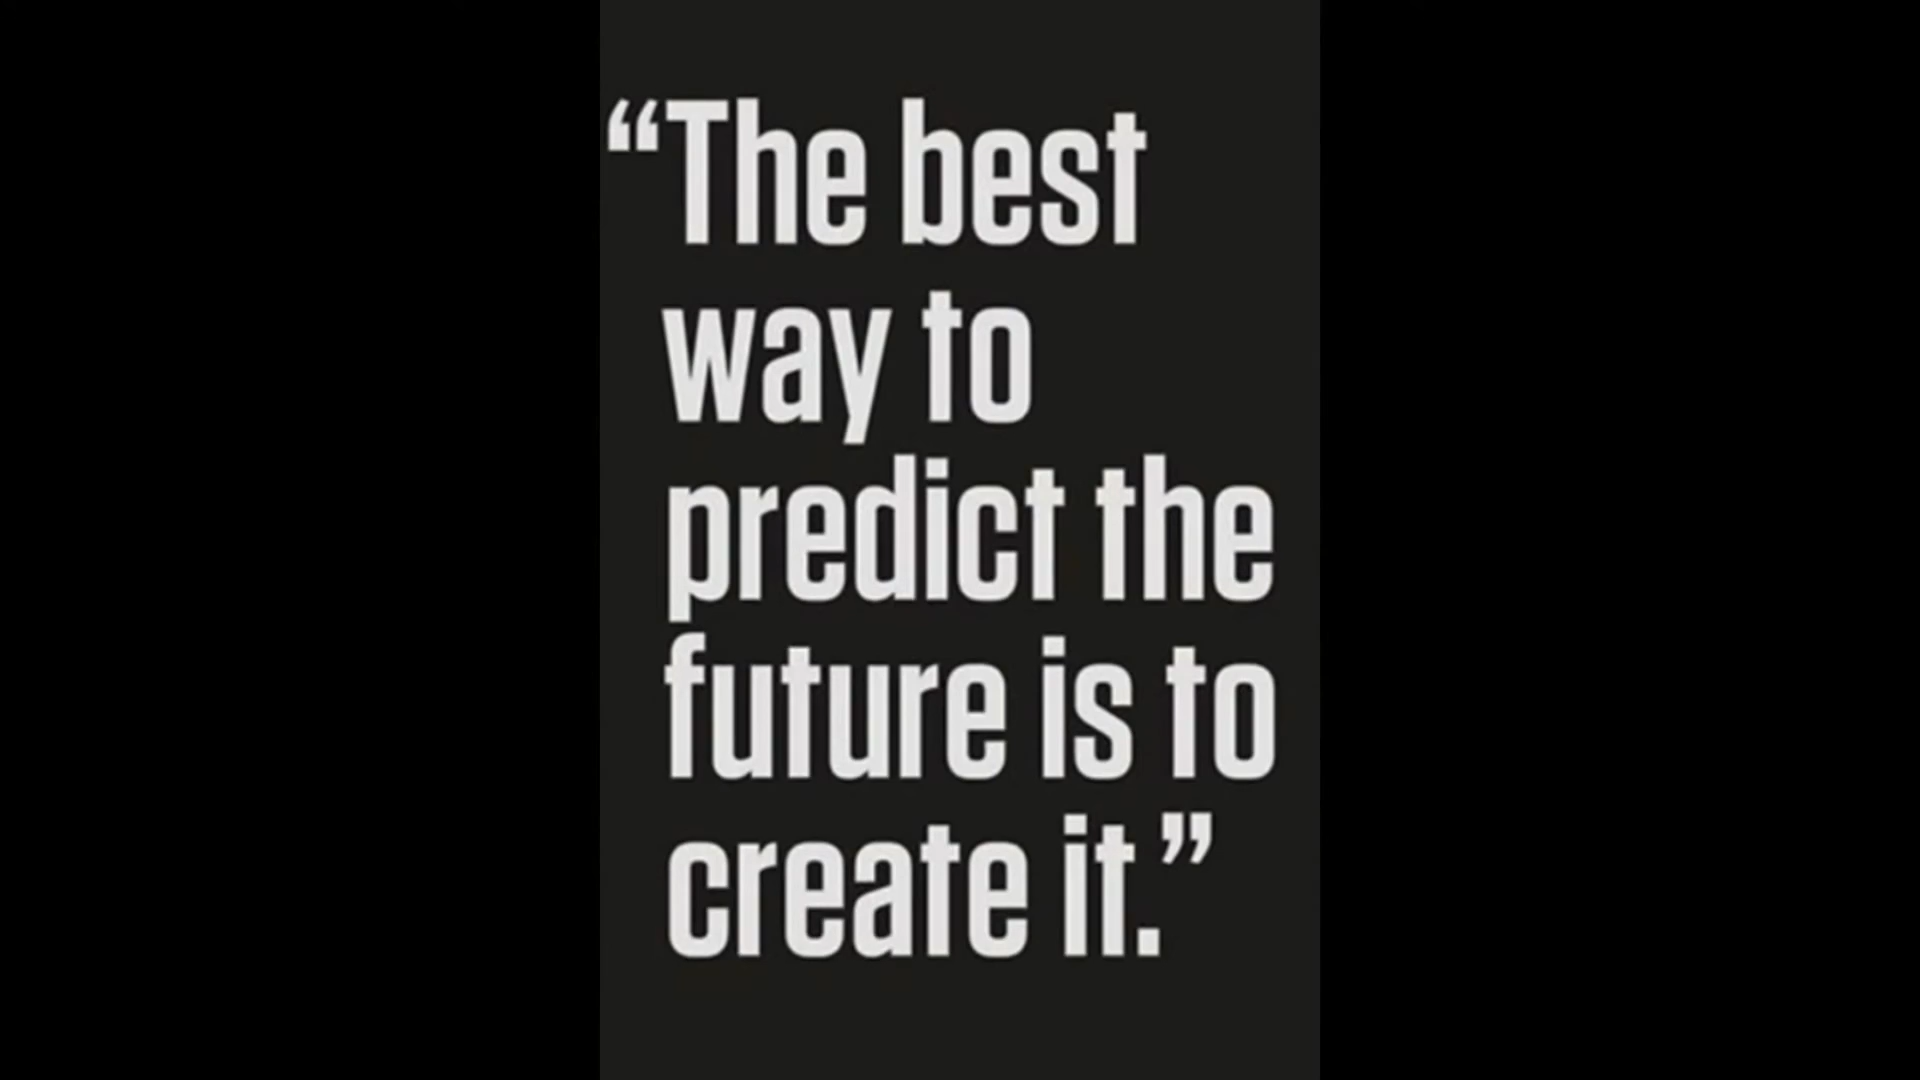 “The best
way to
predict the
future is to
create it.”